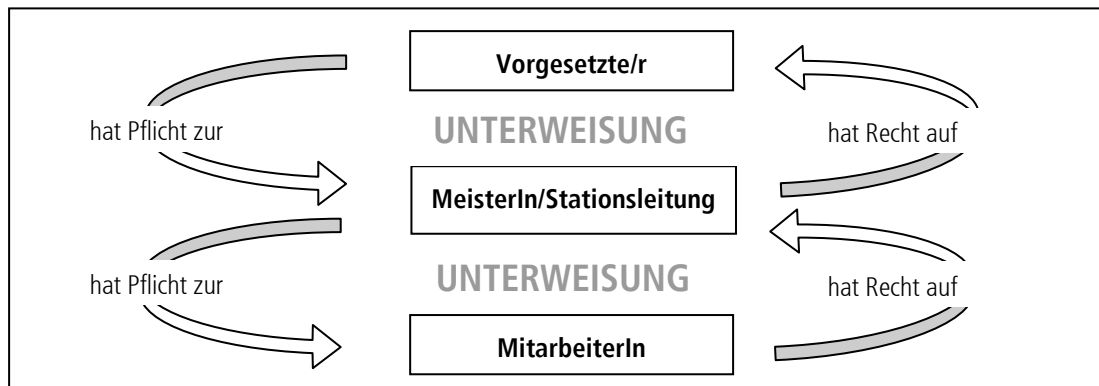 Vorgesetzte/r
hat Pflicht zur
UNTERWEISUNG
hat Recht auf
MeisterIn/Stationsleitung
hat Pflicht zur
UNTERWEISUNG
hat Recht auf
MitarbeiterIn